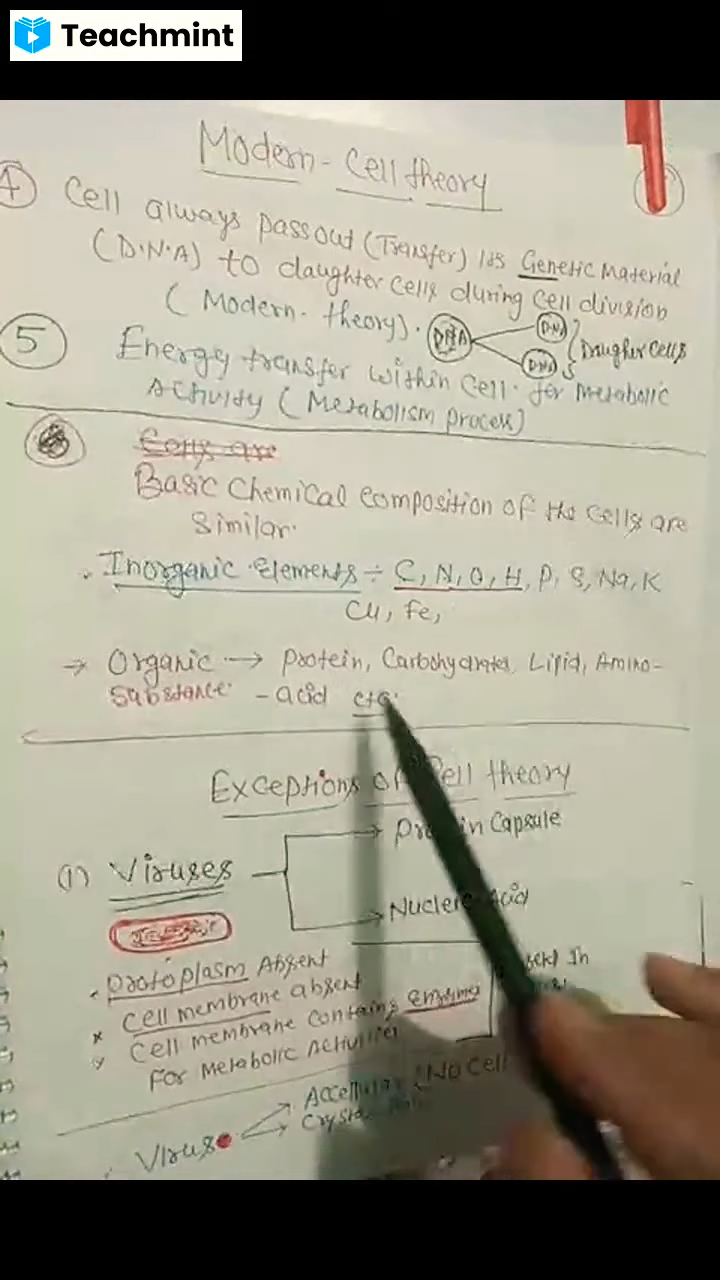 Teachmint
Modern - Cell theory
4 Cell always passout (Transfer) its Genetic Material
(D.N.A) to daughter cells during cell division
(Modern theory).
DNA
DNA
DNA
Daugher Cells
5 Energy transfer within cell for metabolic
Activity (Metabolism process)
Cells are
Basic Chemical composition of the cells are
similar.
Inorganic Elements ÷ C, N, O, H, P, S, Na, K
Cu, Fe,
→ Organic → Protein, Carbohydrates, Lipid, Amino-
Substance - acid etc.
Exceptions of Cell theory
(1) Viruses
Protein Capsule
Nucleic Acid
Protoplasm Absent
Cell membrane absent
Cell membrane contains enzymes
For Metabolic Activities
Virus
Accellular (No Cell